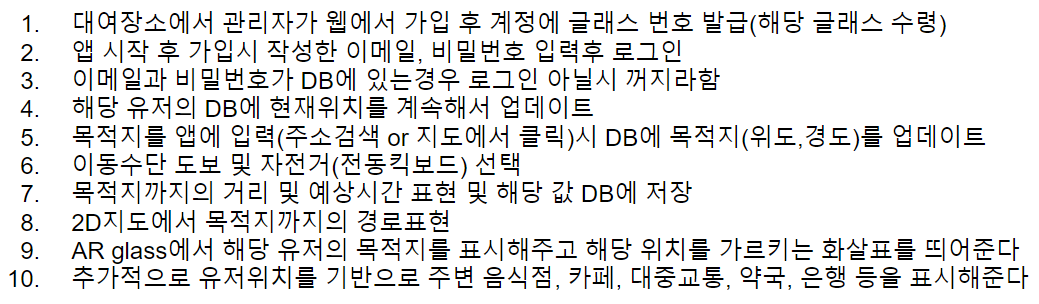 1. 대여장소에서 관리자가 웹에서 가입 후 계정에 글래스 번호 발급(해당 글래스 수령)
2. 앱 시작 후 가입시 작성한 이메일, 비밀번호 입력후 로그인
3. 이메일과 비밀번호가 DB에 있는경우 로그인 아닐시 꺼지라함
4. 해당 유저의 DB에 현재위치를 계속해서 업데이트
5. 목적지를 앱에 입력(주소검색 or 지도에서 클릭)시 DB에 목적지(위도,경도)를 업데이트
6. 이동수단 도보 및 자전거(전동킥보드) 선택
7. 목적지까지의 거리 및 예상시간 표현 및 해당 값 DB에 저장
8. 2D지도에서 목적지까지의 경로표현
9. AR glass에서 해당 유저의 목적지를 표시해주고 해당 위치를 가르키는 화살표를 띄어준다
10. 추가적으로 유저위치를 기반으로 주변 음식점, 카페, 대중교통, 약국, 은행 등을 표시해준다